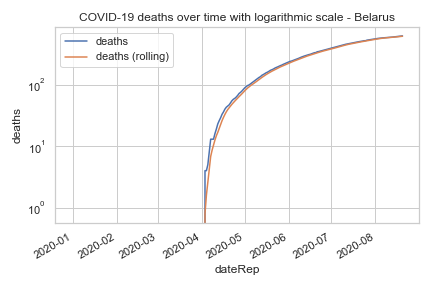 COVID-19 deaths over time with logarithmic scale - Belarus
deaths
deaths (rolling)
10²
10¹
10⁰
deaths
2020-01
2020-02
2020-03
2020-04
2020-05
2020-06
2020-07
2020-08
dateRep